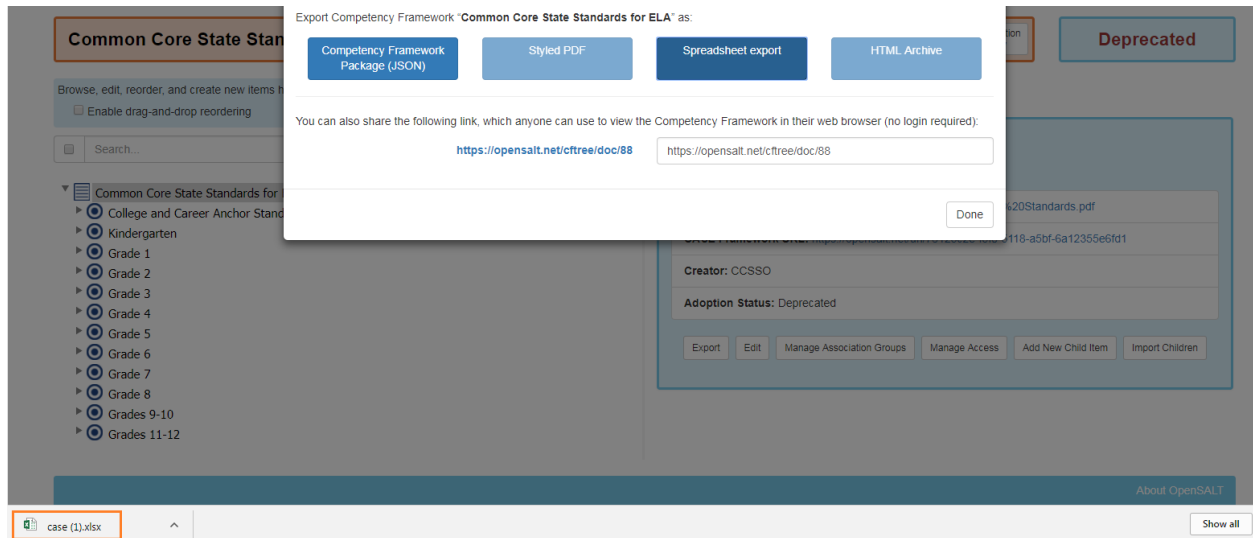 Export Competency Framework "Common Core State Standards for ELA" as:
Common Core State Stan
Competency Framework Package (JSON)
Styled PDF
Spreadsheet export
HTML Archive
Deprecated
Browse, edit, reorder, and create new items h
Enable drag-and-drop reordering
You can also share the following link, which anyone can use to view the Competency Framework in their web browser (no login required):
https://opensalt.net/cftree/doc/88
https://opensalt.net/cftree/doc/88
Search...
Done
Common Core State Standards for
College and Career Anchor Stand
Kindergarten
Grade 1
Grade 2
Grade 3
Grade 4
Grade 5
Grade 6
Grade 7
Grade 8
Grades 9-10
Grades 11-12
%20Standards.pdf
e118-a5bf-6a12355e6fd1
Creator: CCSSO
Adoption Status: Deprecated
Export
Edit
Manage Association Groups
Manage Access
Add New Child Item
Import Children
About OpenSALT
case (1).xlsx
Show all